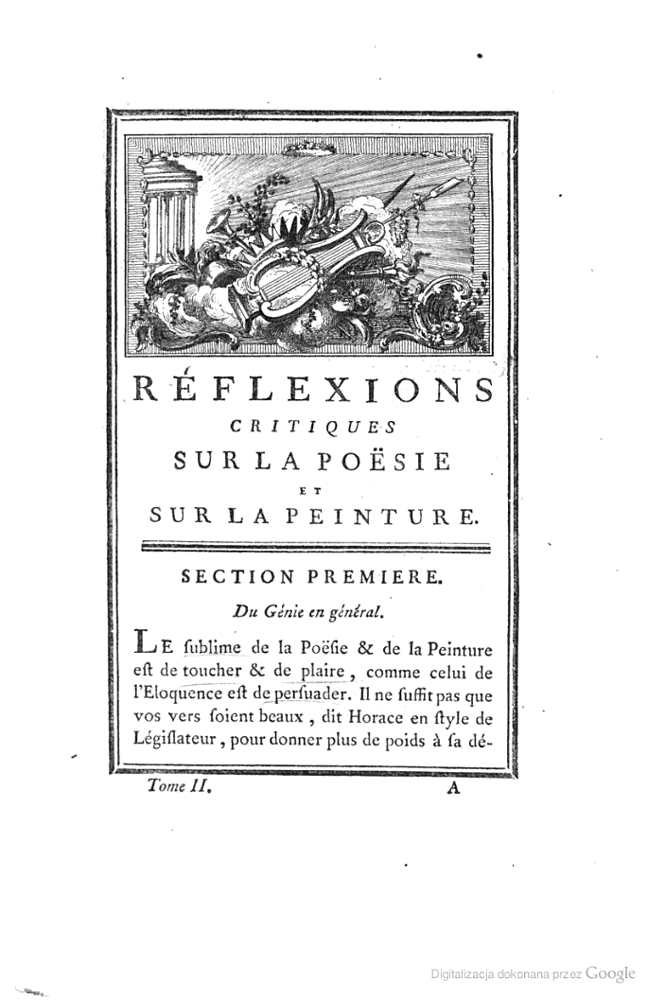 RÉFLEXIONS
CRITIQUES
SUR LA POËSIE
ET
SUR LA PEINTURE.
SECTION PREMIERE.
Du Génie en général.
LE ſublime de la Poëſie & de la Peinture
eſt de toucher & de plaire, comme celui de
l'Eloquence eſt de perſuader. Il ne ſuffit pas que
vos vers ſoient beaux, dit Horace en ſtyle de
Légiſlateur, pour donner plus de poids à ſa dé-
Tome II. A
Digitalizacja dokonana przez Google